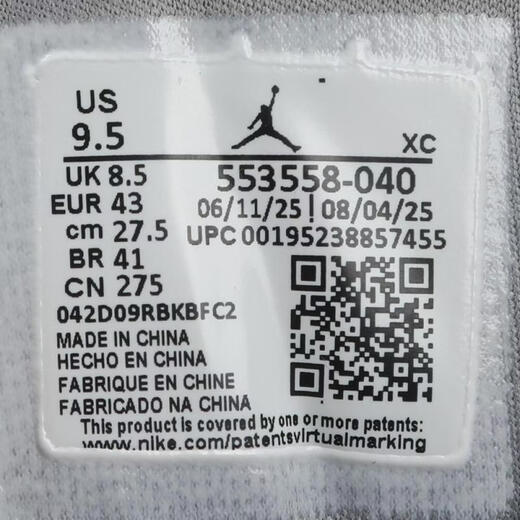 US
9.5
XC
UK 8.5
553558-040
EUR 43
06/11/25 | 08/04/25
cm 27.5
UPC 00195238857455
BR 41
CN 275
042D09RBKBFC2
MADE IN CHINA
HECHO EN CHINA
FABRIQUE EN CHINE
FABRICADO NA CHINA
This product is covered by one or more patents:
www.nike.com/patentsvirtualmarking